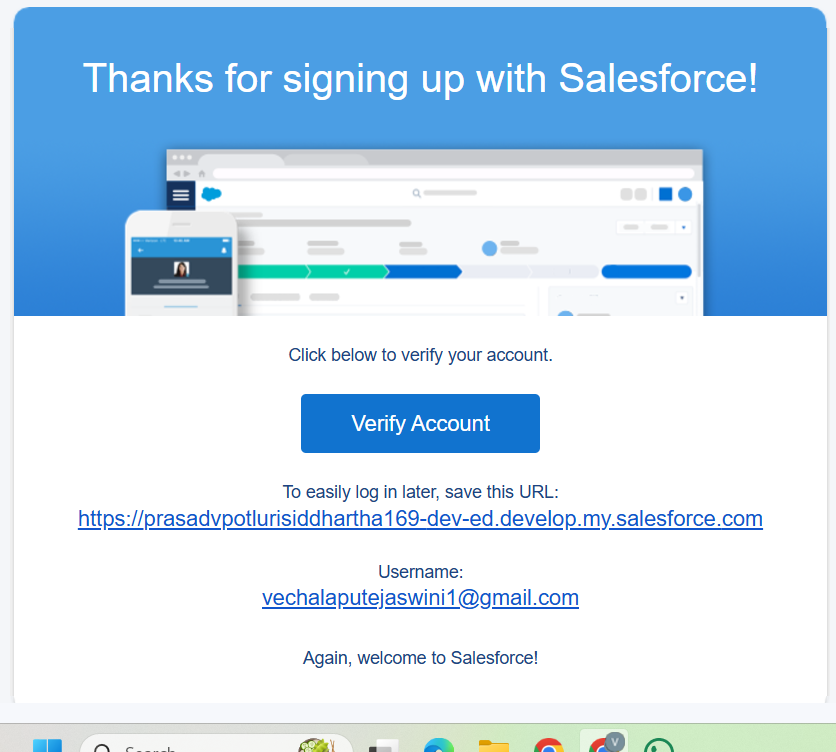 Thanks for signing up with Salesforce!
Click below to verify your account.
Verify Account
To easily log in later, save this URL:
https://prasadvpotlurisiddhartha169-dev-ed.develop.my.salesforce.com
Username:
vechalaputejaswini1@gmail.com
Again, welcome to Salesforce!
Search
V